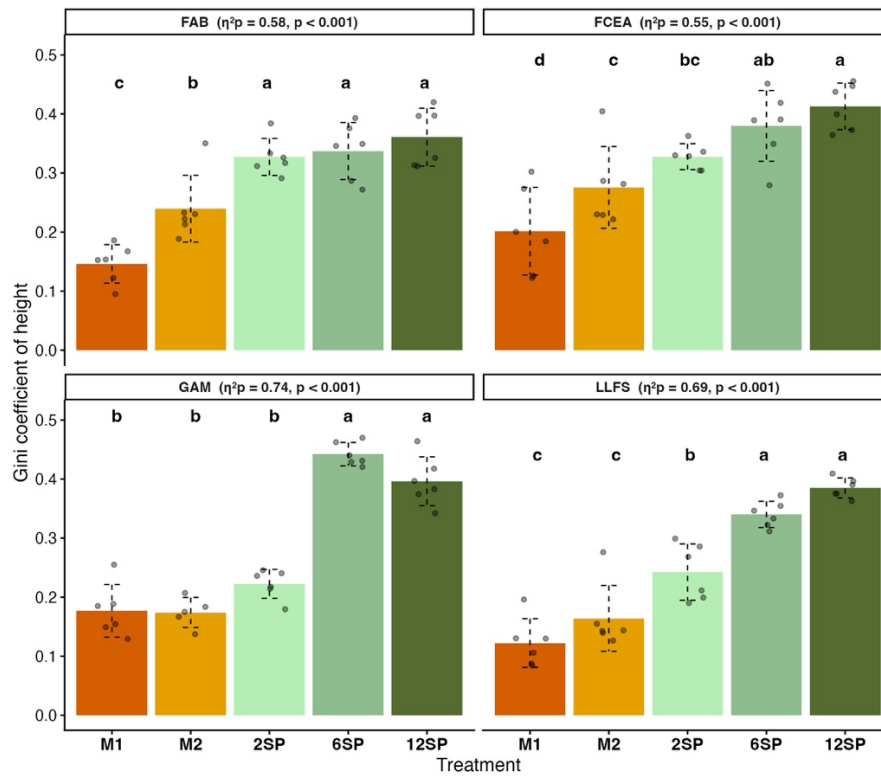 FAB (η²p = 0.58, p < 0.001)
FCEA (η²p = 0.55, p < 0.001)
0.5
0.4
0.3
0.2
0.1
0.0
c b a a a
d c bc ab a
GAM (η²p = 0.74, p < 0.001)
LLFS (η²p = 0.69, p < 0.001)
0.5
0.4
0.3
0.2
0.1
0.0
b b b a a
c c b a a
Gini coefficient of height
M1 M2 2SP 6SP 12SP
M1 M2 2SP 6SP 12SP
Treatment